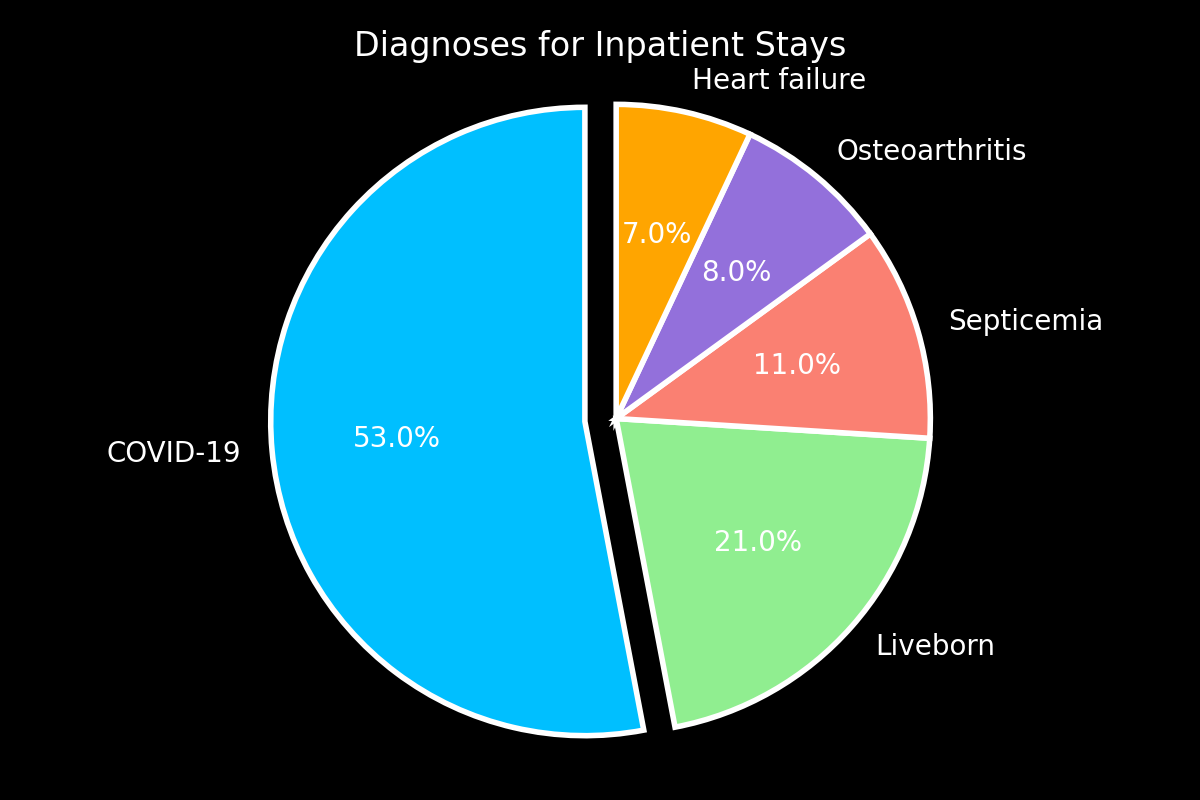 Diagnoses for Inpatient Stays
Heart failure
Osteoarthritis
7.0%
8.0%
Septicemia
11.0%
COVID-19
53.0%
21.0%
Liveborn